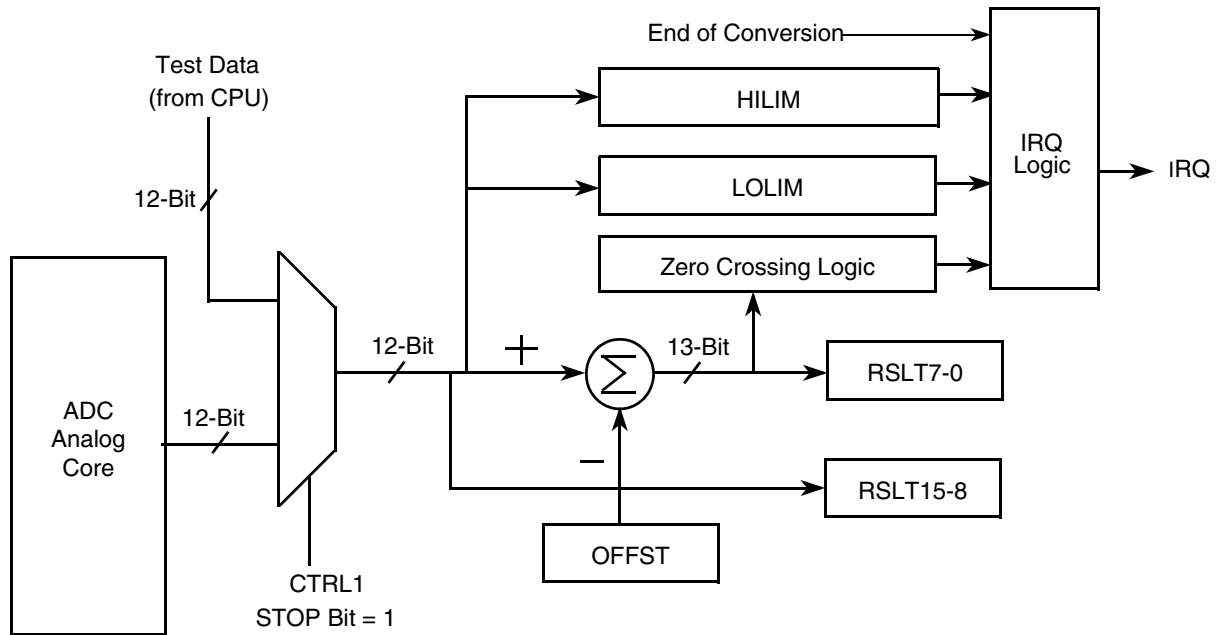 End of Conversion
Test Data
(from CPU)
HILIM
IRQ
Logic
IRQ
12-Bit
LOLIM
Zero Crossing Logic
12-Bit
+
13-Bit
Σ
RSLT7-0
ADC
Analog
Core
12-Bit
−
RSLT15-8
OFFST
CTRL1
STOP Bit = 1